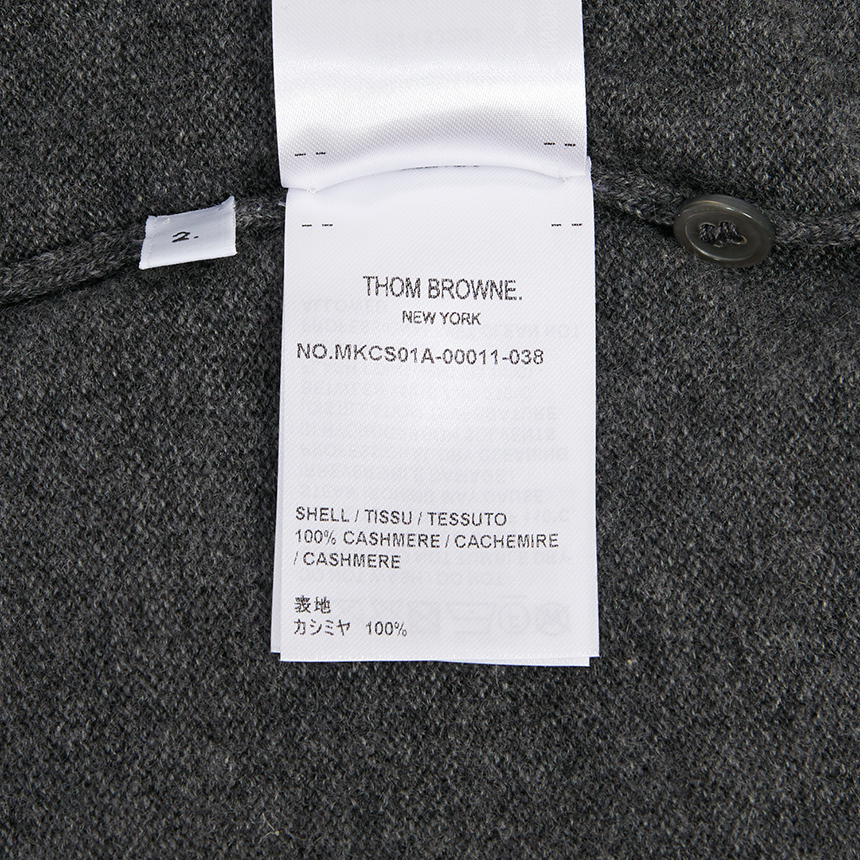 2.
THOM BROWNE.
NEW YORK
NO.MKCS01A-00011-038
SHELL / TISSU / TESSUTO
100% CASHMERE / CACHEMIRE
/ CASHMERE
表地
カシミヤ 100%